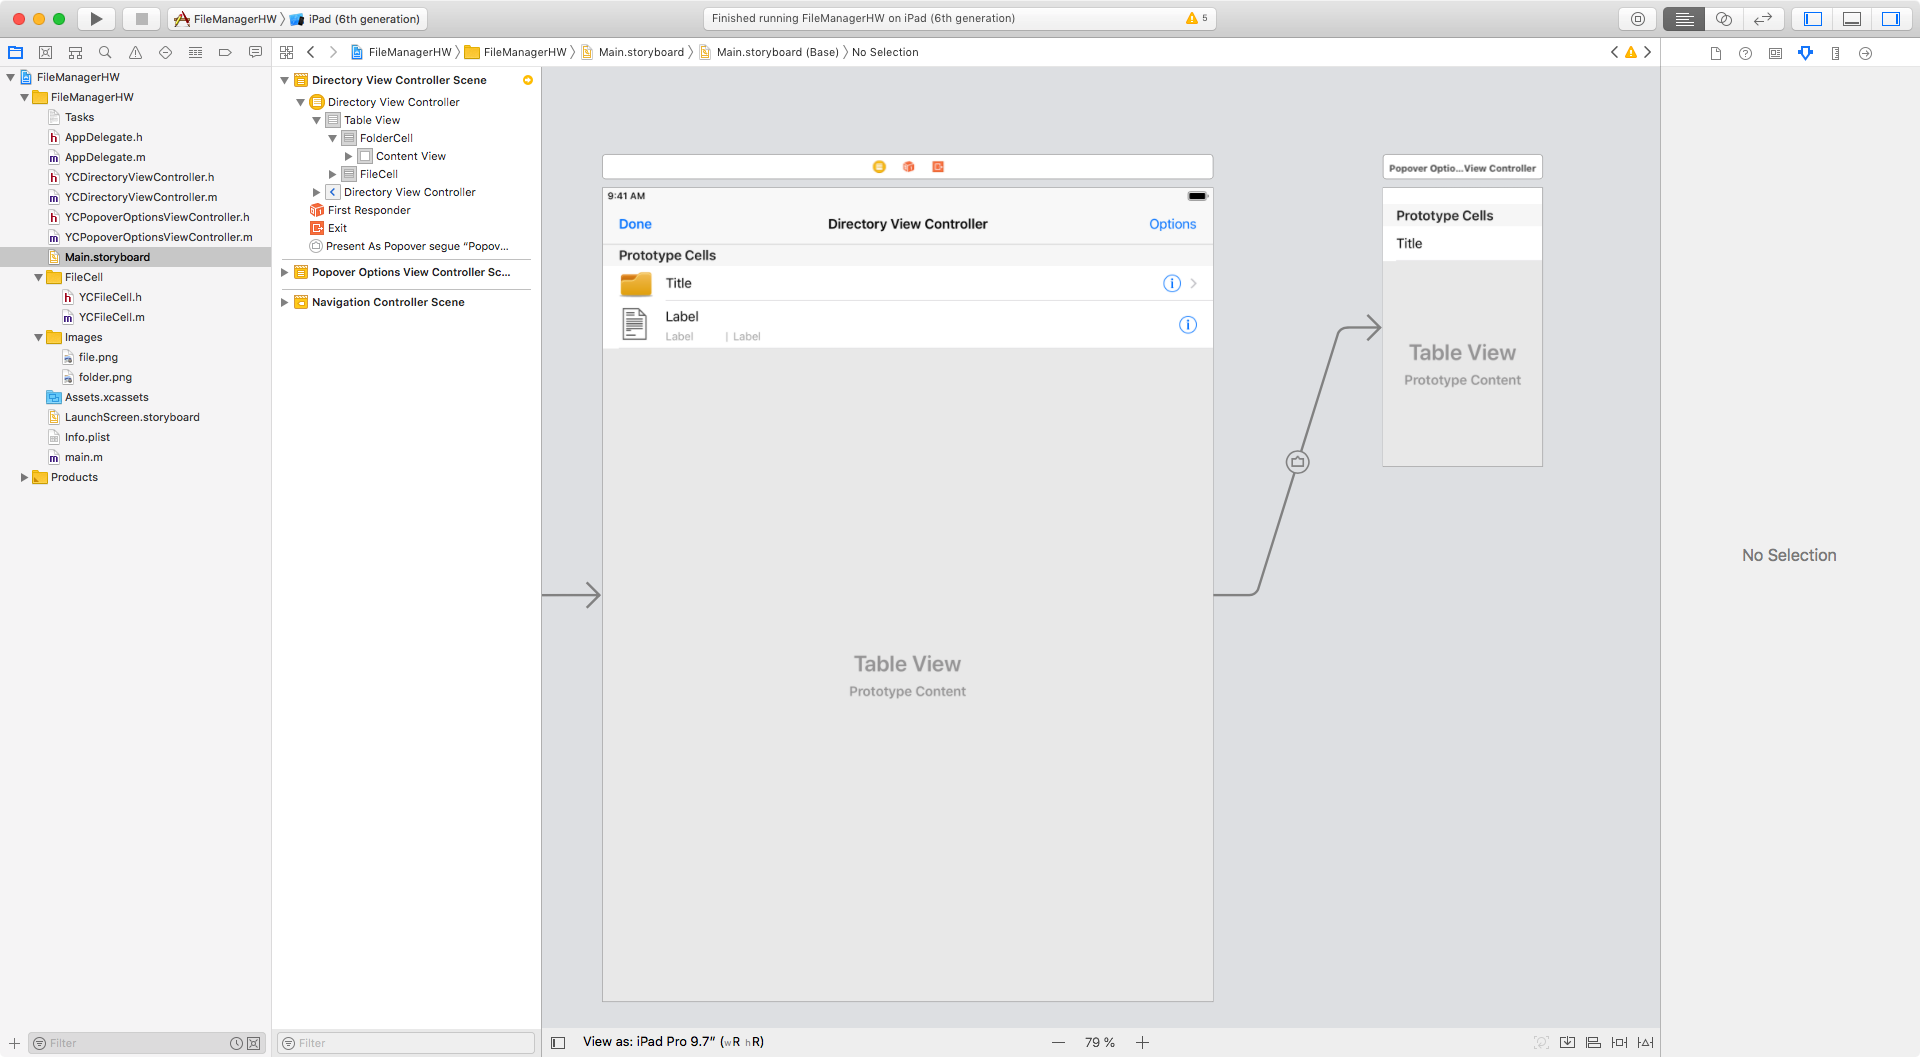 FileManagerHW
iPad (6th generation)
Finished running FileManagerHW on iPad (6th generation)
5
FileManagerHW
FileManagerHW
Main.storyboard
Main.storyboard (Base)
No Selection
FileManagerHW
FileManagerHW
Tasks
AppDelegate.h
AppDelegate.m
YCDirectoryViewController.h
YCDirectoryViewController.m
YCPopoverOptionsViewController.h
YCPopoverOptionsViewController.m
Main.storyboard
FileCell
YCFileCell.h
YCFileCell.m
Images
file.png
folder.png
Assets.xcassets
LaunchScreen.storyboard
Info.plist
main.m
Products
Filter
Directory View Controller Scene
Directory View Controller
Table View
FolderCell
Content View
FileCell
Directory View Controller
First Responder
Exit
Present As Popover segue “Popov...
Popover Options View Controller Sc...
Navigation Controller Scene
Filter
9:41 AM
Done
Directory View Controller
Options
Prototype Cells
Title
Label
Label | Label
Table View
Prototype Content
Popover Optio...View Controller
Prototype Cells
Title
Table View
Prototype Content
View as: iPad Pro 9.7” (wR hR)
79 %
No Selection